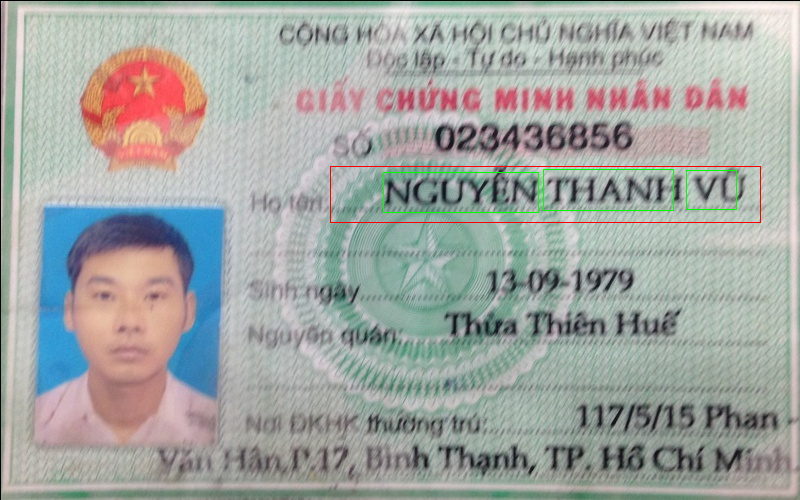 CỘNG HÒA XÃ HỘI CHỦ NGHĨA VIỆT NAM
Độc lập - Tự do - Hạnh phúc
GIẤY CHỨNG MINH NHÂN DÂN
SỐ 023436856
Họ tên NGUYỄN THANH VŨ
Sinh ngày 13-09-1979
Nguyên quán: Thừa Thiên Huế
Nơi ĐKHK thường trú: 117/5/15 Phan -
Văn Hân,P.17, Bình Thạnh, TP. Hồ Chí Minh